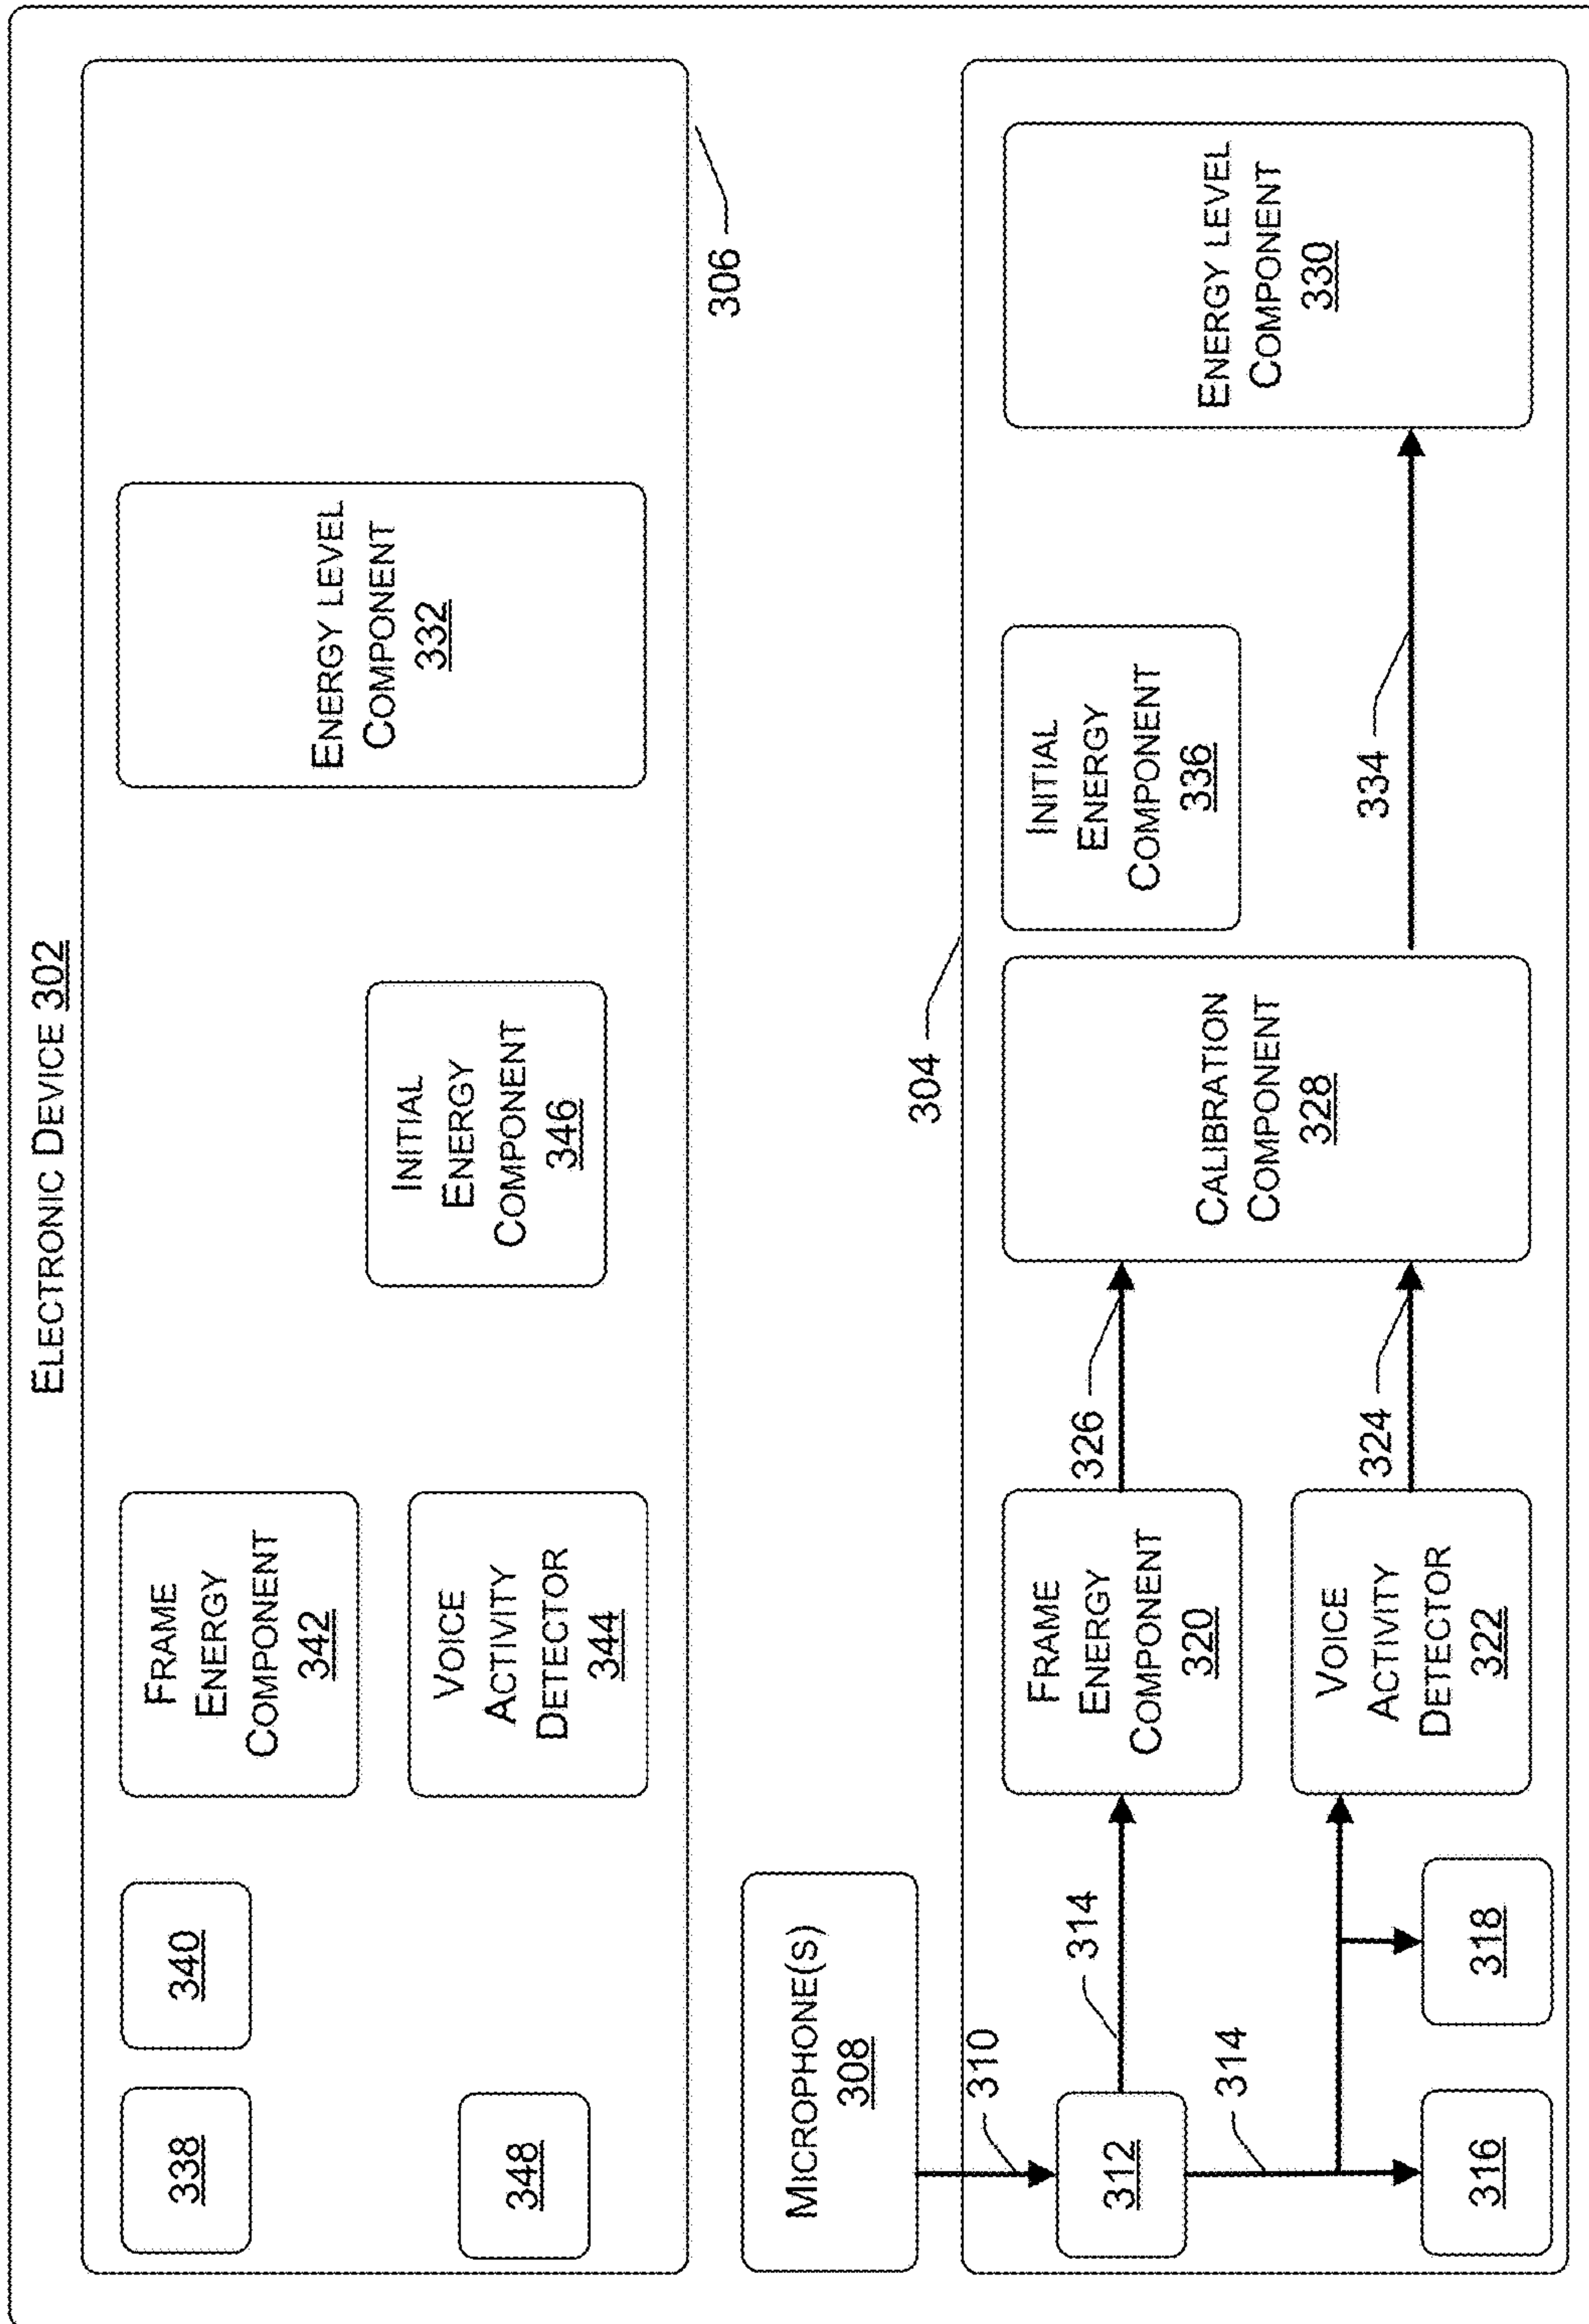 ELECTRONIC DEVICE 302
338
340
348
FRAME
ENERGY
COMPONENT
342
VOICE
ACTIVITY
DETECTOR
344
INITIAL
ENERGY
COMPONENT
346
ENERGY LEVEL
COMPONENT
332
306
MICROPHONE(S)
308
310
304
312
314
314
316
318
FRAME
ENERGY
COMPONENT
320
VOICE
ACTIVITY
DETECTOR
322
326
324
CALIBRATION
COMPONENT
328
INITIAL
ENERGY
COMPONENT
336
334
ENERGY LEVEL
COMPONENT
330